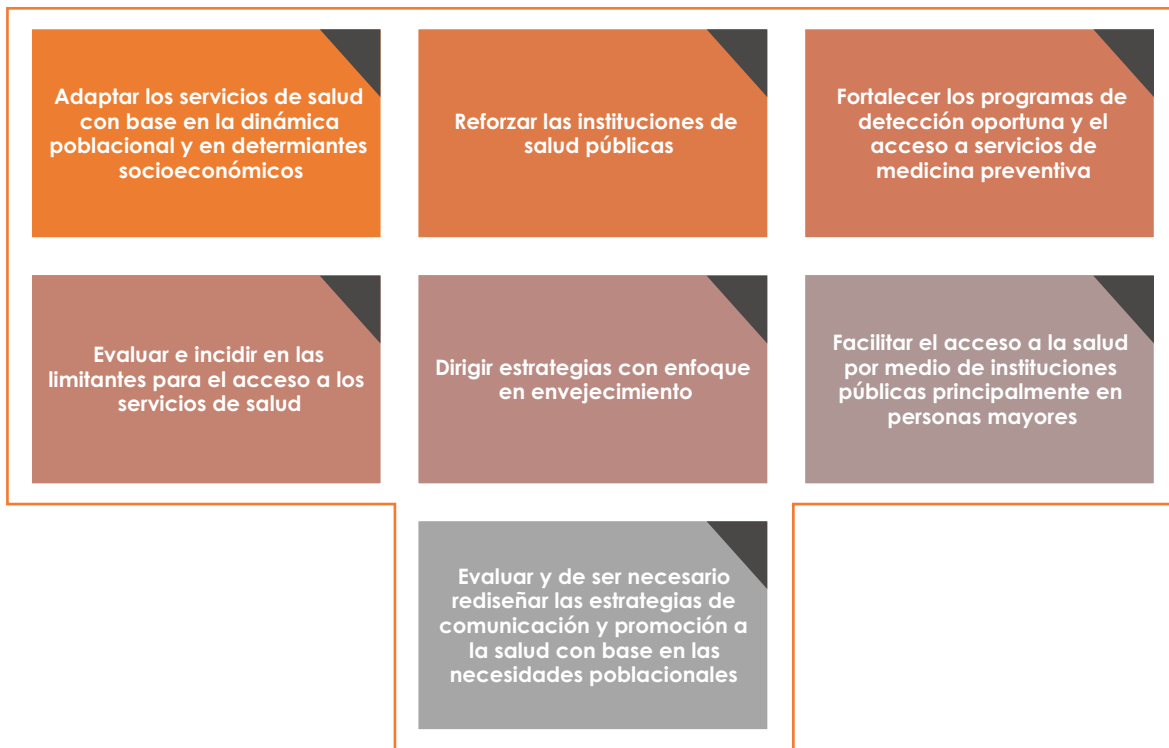 Adaptar los servicios de salud
con base en la dinámica
poblacional y en determiantes
socioeconómicos
Reforzar las instituciones de
salud públicas
Fortalecer los programas de
detección oportuna y el
acceso a servicios de
medicina preventiva
Evaluar e incidir en las
limitantes para el acceso a los
servicios de salud
Dirigir estrategias con enfoque
en envejecimiento
Facilitar el acceso a la salud
por medio de instituciones
públicas principalmente en
personas mayores
Evaluar y de ser necesario
rediseñar las estrategias de
comunicación y promoción a
la salud con base en las
necesidades poblacionales